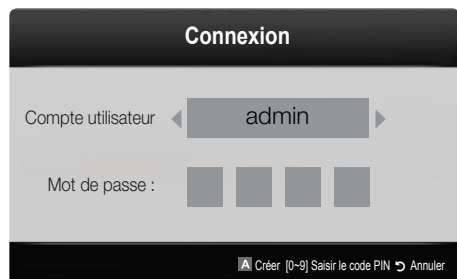 Connexion
Compte utilisateur admin
Mot de passe :
A Créer [0~9] Saisir le code PIN Annuler